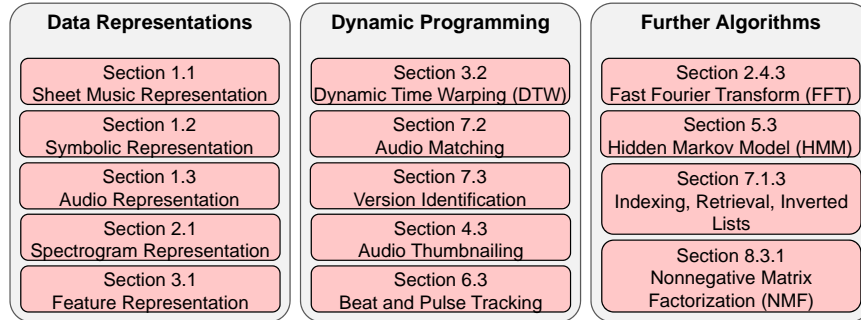 Data Representations
Section 1.1
Sheet Music Representation
Section 1.2
Symbolic Representation
Section 1.3
Audio Representation
Section 2.1
Spectrogram Representation
Section 3.1
Feature Representation
Dynamic Programming
Section 3.2
Dynamic Time Warping (DTW)
Section 7.2
Audio Matching
Section 7.3
Version Identification
Section 4.3
Audio Thumbnailing
Section 6.3
Beat and Pulse Tracking
Further Algorithms
Section 2.4.3
Fast Fourier Transform (FFT)
Section 5.3
Hidden Markov Model (HMM)
Section 7.1.3
Indexing, Retrieval, Inverted
Lists
Section 8.3.1
Nonnegative Matrix
Factorization (NMF)